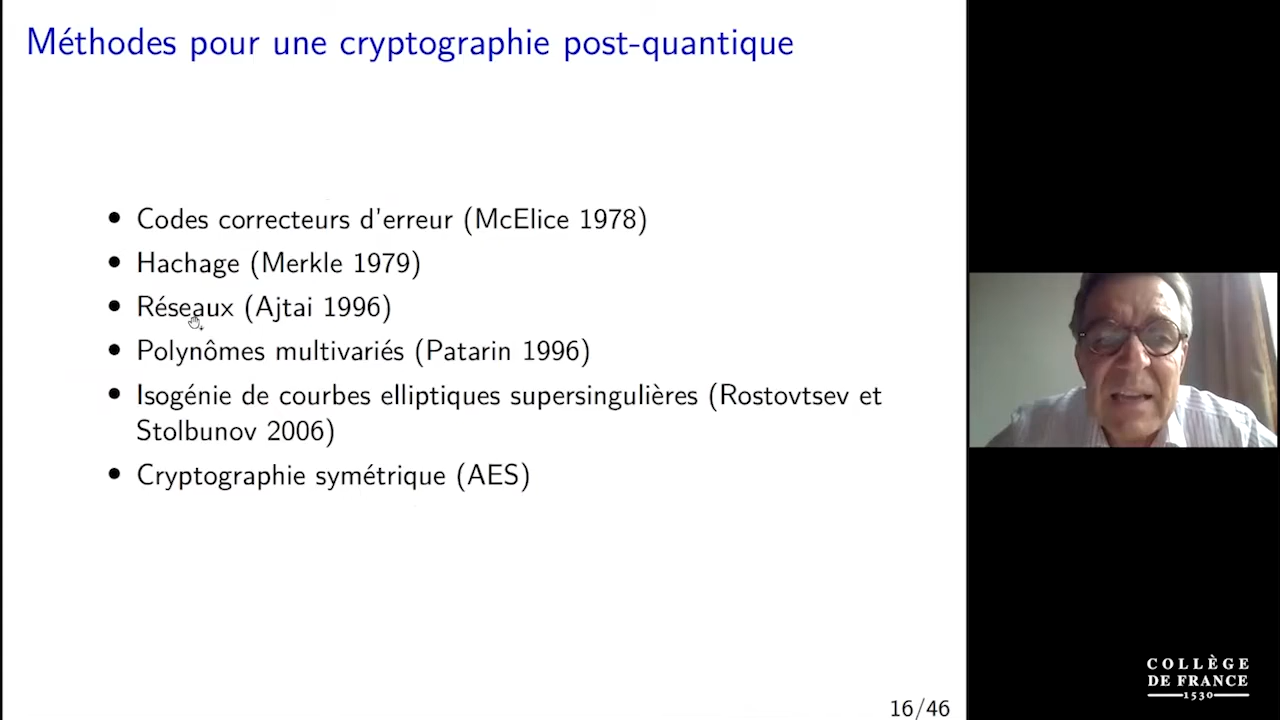 Méthodes pour une cryptographie post-quantique
• Codes correcteurs d'erreur (McElice 1978)
• Hachage (Merkle 1979)
• Réseaux (Ajtai 1996)
• Polynômes multivariés (Patarin 1996)
• Isogénie de courbes elliptiques supersingulières (Rostovtsev et
Stolbunov 2006)
• Cryptographie symétrique (AES)
16/46
COLLÈGE
DE FRANCE
1530